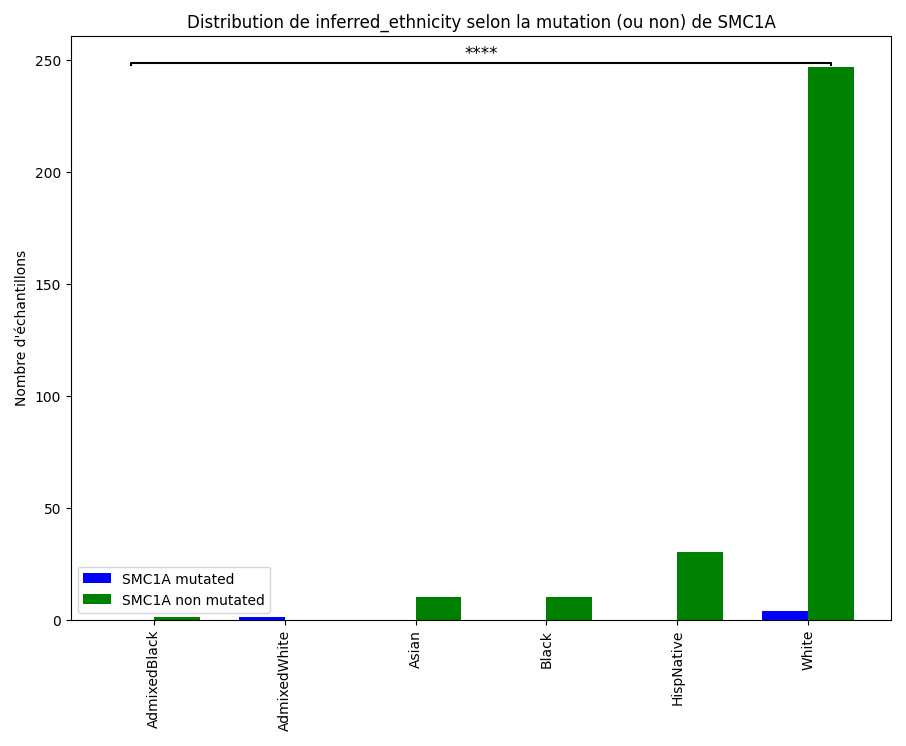 Distribution de inferred_ethnicity selon la mutation (ou non) de SMC1A
****
250
200
150
100
50
0
Nombre d'échantillons
SMC1A mutated
SMC1A non mutated
AdmixedBlack
AdmixedWhite
Asian
Black
HispNative
White